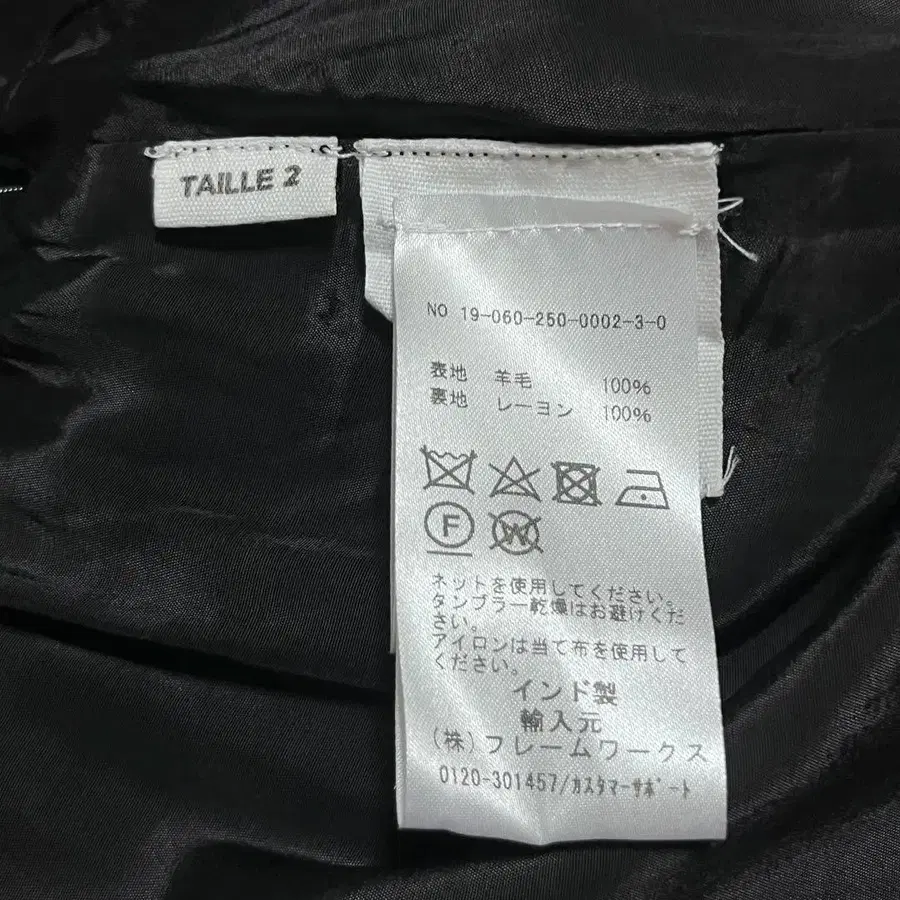 TAILLE 2
NO 19-060-250-0002-3-0
表地 羊毛 100%
裏地 レーヨン 100%
F
W
ネットを使用してください。
タンブラー乾燥はお避けくだ
さい。
アイロンは当て布を使用して
ください。
インド製
輸入元
(株)フレームワークス
0120-301457/ｶｽﾀﾏｰｻﾎﾟｰﾄ